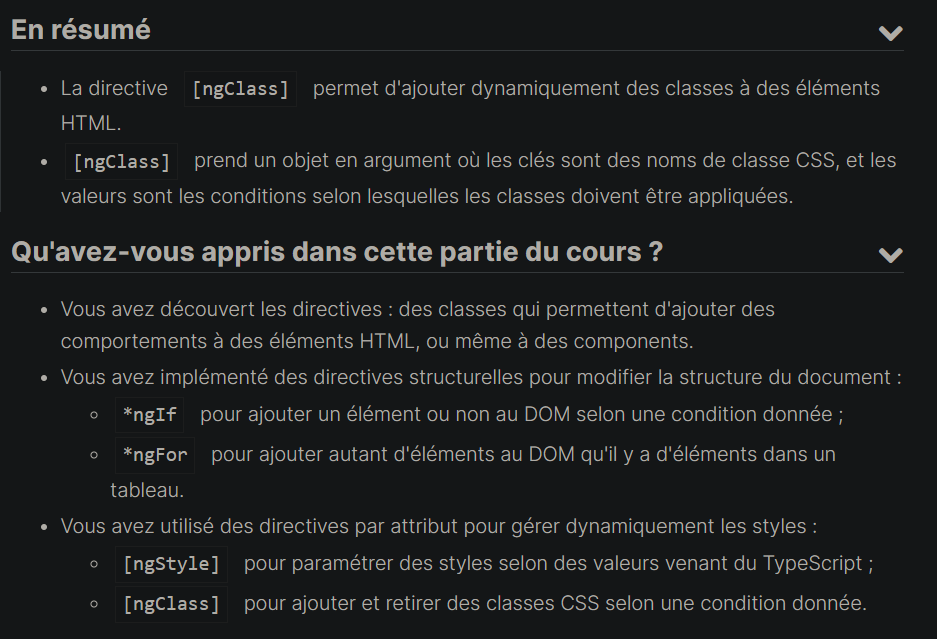 En résumé
La directive [ngClass] permet d'ajouter dynamiquement des classes à des éléments
HTML.
[ngClass] prend un objet en argument où les clés sont des noms de classe CSS, et les
valeurs sont les conditions selon lesquelles les classes doivent être appliquées.
Qu'avez-vous appris dans cette partie du cours ?
Vous avez découvert les directives : des classes qui permettent d'ajouter des
comportements à des éléments HTML, ou même à des components.
Vous avez implémenté des directives structurelles pour modifier la structure du document :
*ngIf pour ajouter un élément ou non au DOM selon une condition donnée ;
*ngFor pour ajouter autant d'éléments au DOM qu'il y a d'éléments dans un
tableau.
Vous avez utilisé des directives par attribut pour gérer dynamiquement les styles :
[ngStyle] pour paramétrer des styles selon des valeurs venant du TypeScript ;
[ngClass] pour ajouter et retirer des classes CSS selon une condition donnée.